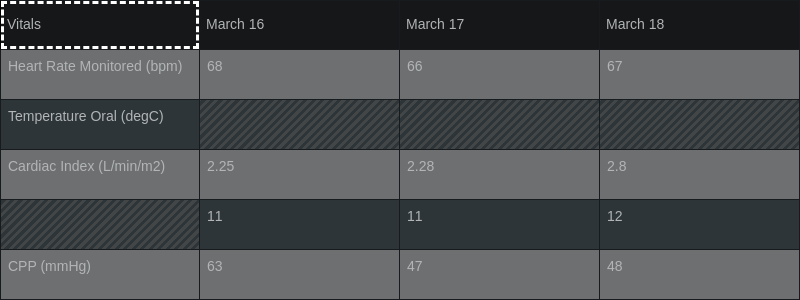 Vitals March 16 March 17 March 18
Heart Rate Monitored (bpm) 68 66 67
Temperature Oral (degC)
Cardiac Index (L/min/m2) 2.25 2.28 2.8
11 11 12
CPP (mmHg) 63 47 48